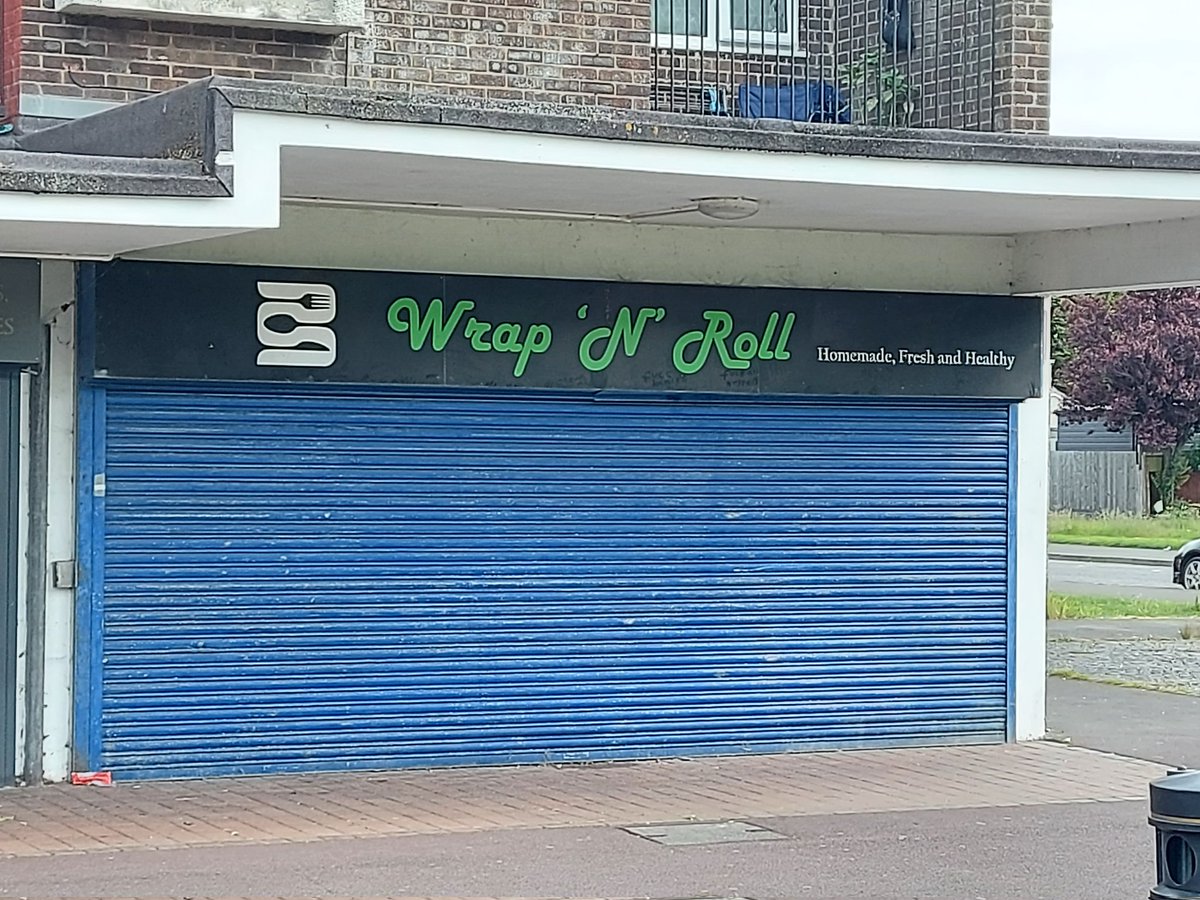 Wrap 'N' Roll
Homemade, Fresh and Healthy